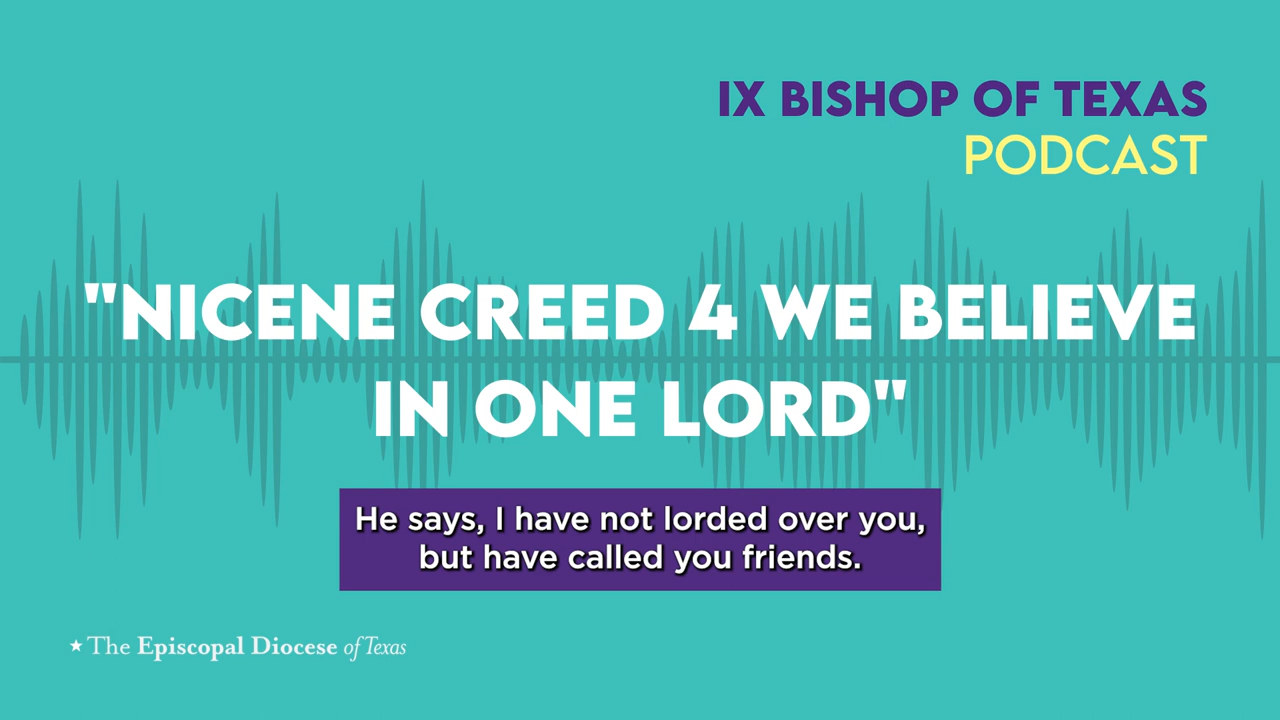 IX BISHOP OF TEXAS
PODCAST
"NICENE CREED 4 WE BELIEVE
IN ONE LORD"
He says, I have not lorded over you,
but have called you friends.
The Episcopal Diocese of Texas